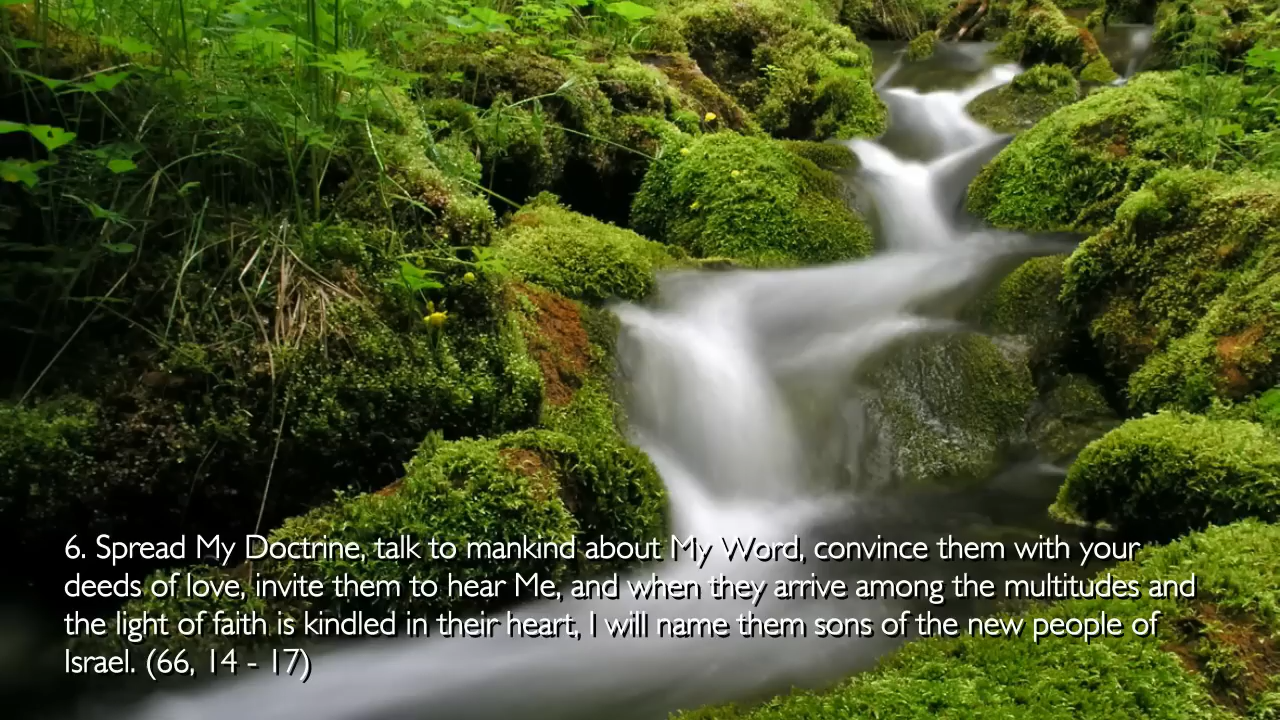 6. Spread My Doctrine, talk to mankind about My Word, convince them with your
deeds of love, invite them to hear Me, and when they arrive among the multitudes and
the light of faith is kindled in their heart, I will name them sons of the new people of
Israel. (66, 14 - 17)